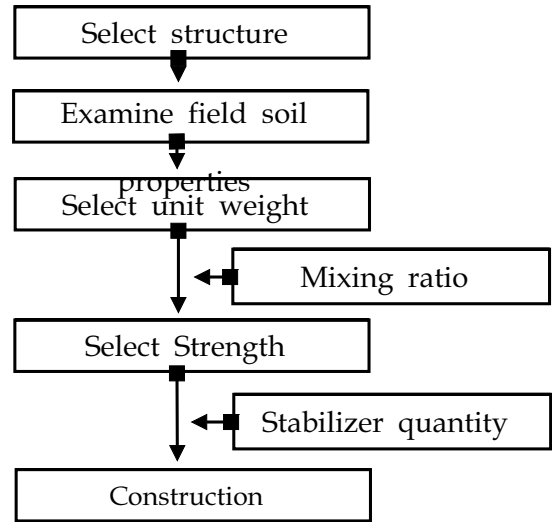 Select structure
Examine field soil
properties
Select unit weight
Mixing ratio
Select Strength
Stabilizer quantity
Construction